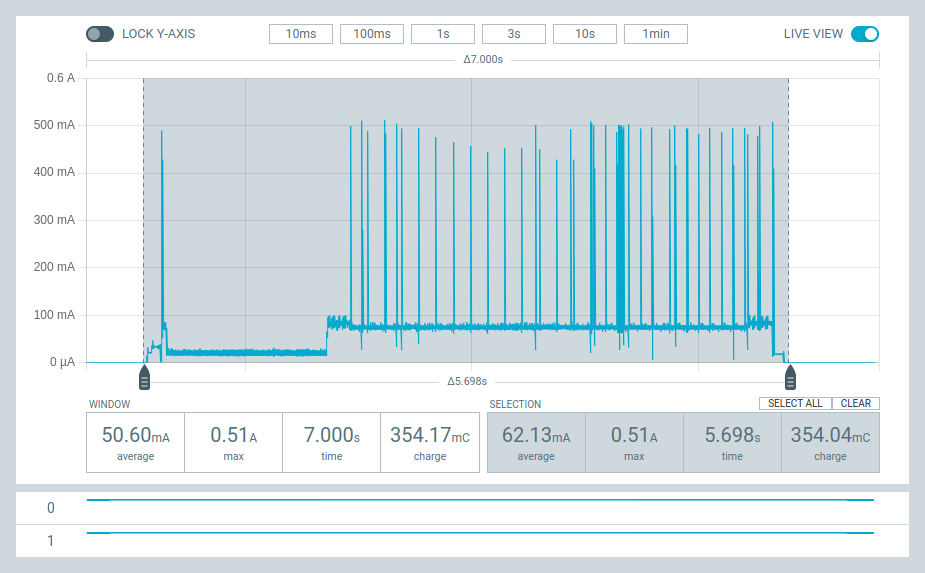 LOCK Y-AXIS 10ms 100ms 1s 3s 10s 1min LIVE VIEW
Δ7.000s
0.6 A
500 mA
400 mA
300 mA
200 mA
100 mA
0 µA
Δ5.698s
WINDOW SELECTION SELECT ALL CLEAR
50.60mA 0.51A 7.000s 354.17mC 62.13mA 0.51A 5.698s 354.04mC
average max time charge average max time charge
0
1